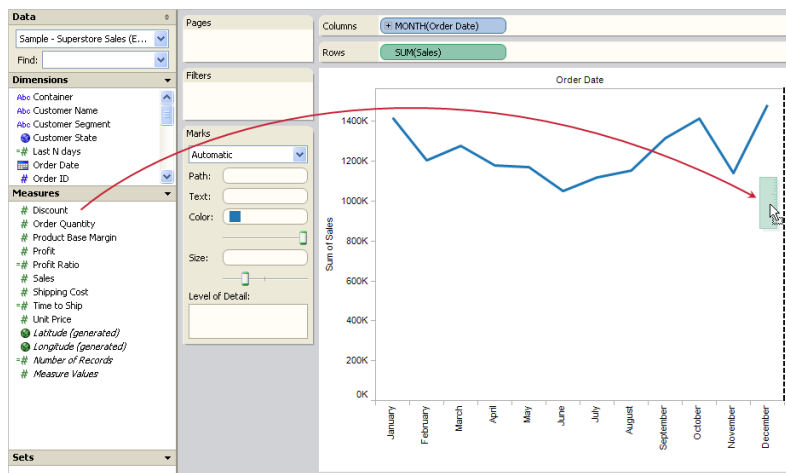 Data
Sample - Superstore Sales (E...
Find:
Dimensions
Abc Container
Abc Customer Name
Abc Customer Segment
Customer State
=# Last N days
Order Date
# Order ID
Measures
# Discount
# Order Quantity
# Product Base Margin
# Profit
=# Profit Ratio
# Sales
# Shipping Cost
=# Time to Ship
# Unit Price
Latitude (generated)
Longitude (generated)
=# Number of Records
# Measure Values
Sets
Pages
Filters
Marks
Automatic
Path:
Text:
Color:
Size:
Level of Detail:
Columns
MONTH(Order Date)
Rows
SUM(Sales)
Order Date
Sum of Sales
1400K
1200K
1000K
800K
600K
400K
200K
0K
January
February
March
April
May
June
July
August
September
October
November
December